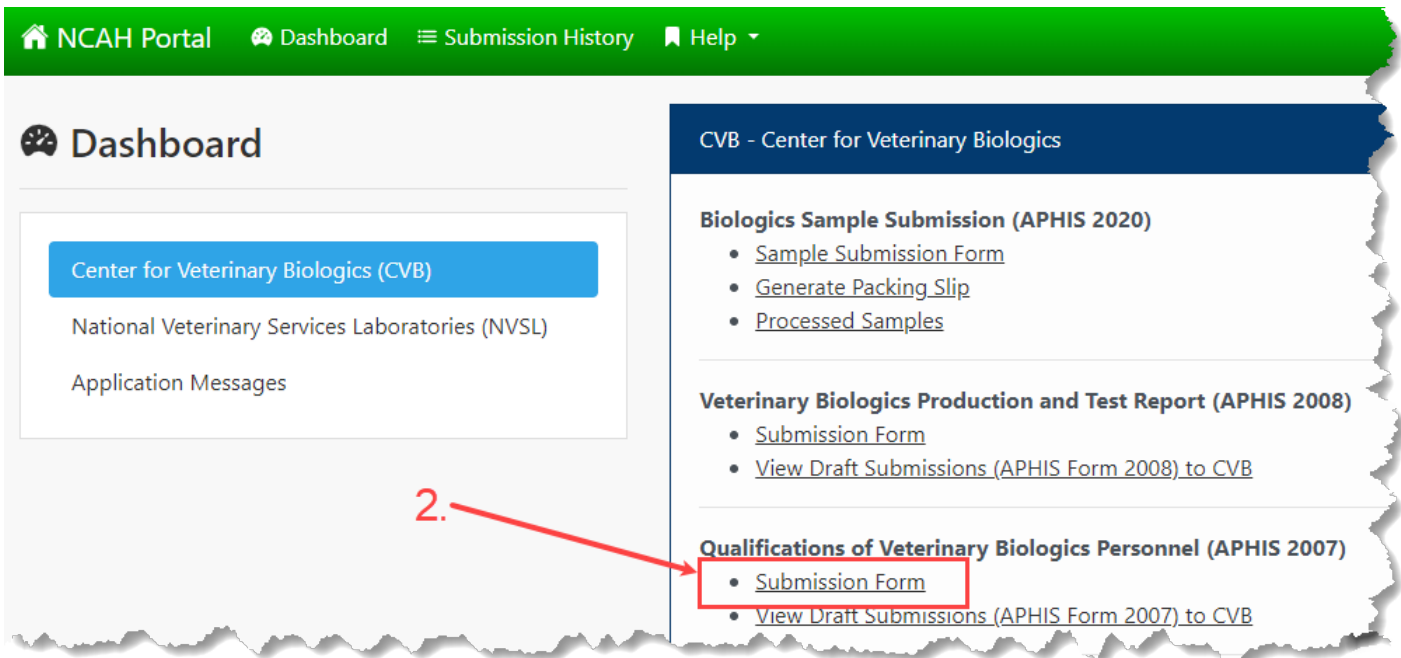 NCAH Portal Dashboard Submission History Help
Dashboard
Center for Veterinary Biologics (CVB)
National Veterinary Services Laboratories (NVSL)
Application Messages
2.
CVB - Center for Veterinary Biologics
Biologics Sample Submission (APHIS 2020)
Sample Submission Form
Generate Packing Slip
Processed Samples
Veterinary Biologics Production and Test Report (APHIS 2008)
Submission Form
View Draft Submissions (APHIS Form 2008) to CVB
Qualifications of Veterinary Biologics Personnel (APHIS 2007)
Submission Form
View Draft Submissions (APHIS Form 2007) to CVB